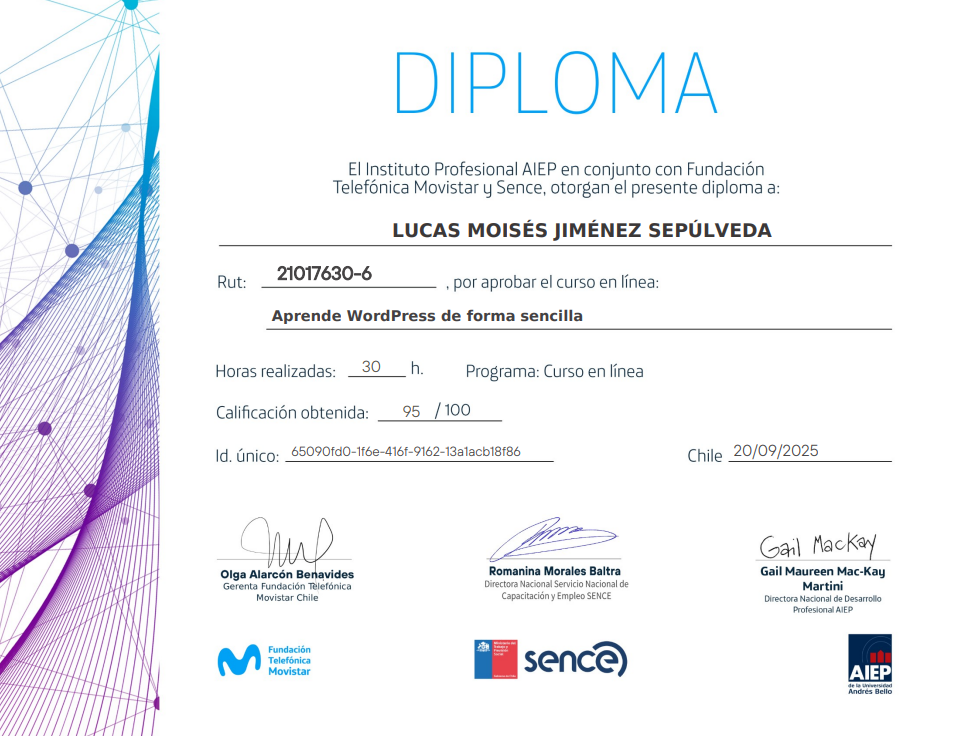 DIPLOMA
El Instituto Profesional AIEP en conjunto con Fundación
Telefónica Movistar y Sence, otorgan el presente diploma a:
LUCAS MOISÉS JIMÉNEZ SEPÚLVEDA
Rut: 21017630-6 , por aprobar el curso en línea:
Aprende WordPress de forma sencilla
Horas realizadas: 30 h. Programa: Curso en línea
Calificación obtenida: 95 / 100
Id. único: 65090fd0-1f6e-416f-9162-13a1acb18f86 Chile 20/09/2025
Gail MacKay
Olga Alarcón Benavides
Gerenta Fundación Telefónica
Movistar Chile
Romanina Morales Baltra
Directora Nacional Servicio Nacional de
Capacitación y Empleo SENCE
Gail Maureen Mac-Kay
Martini
Directora Nacional de Desarrollo
Profesional AIEP
Fundación
Telefónica
Movistar
sence
AIEP
de la Universidad
Andrés Bello